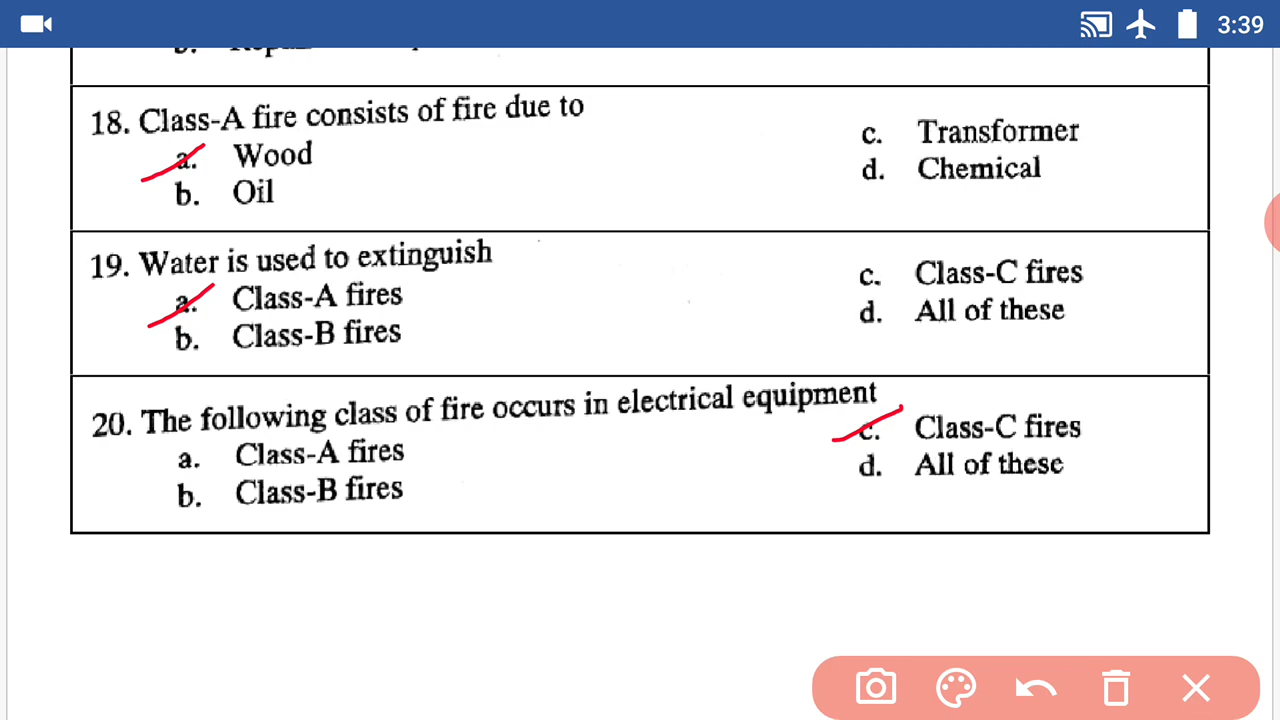 3:39
18. Class-A fire consists of fire due to
a. Wood
b. Oil
c. Transformer
d. Chemical
19. Water is used to extinguish
a. Class-A fires
b. Class-B fires
c. Class-C fires
d. All of these
20. The following class of fire occurs in electrical equipment
a. Class-A fires
b. Class-B fires
c. Class-C fires
d. All of these